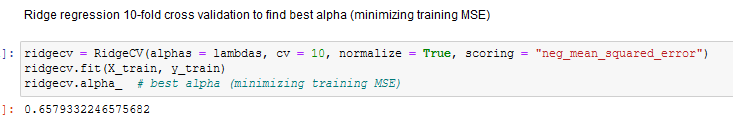 Ridge regression 10-fold cross validation to find best alpha (minimizing training MSE)
]: ridgecv = RidgeCV(alphas = lambdas, cv = 10, normalize = True, scoring = "neg_mean_squared_error")
ridgecv.fit(X_train, y_train)
ridgecv.alpha_  # best alpha (minimizing training MSE)
]: 0.6579332246575682